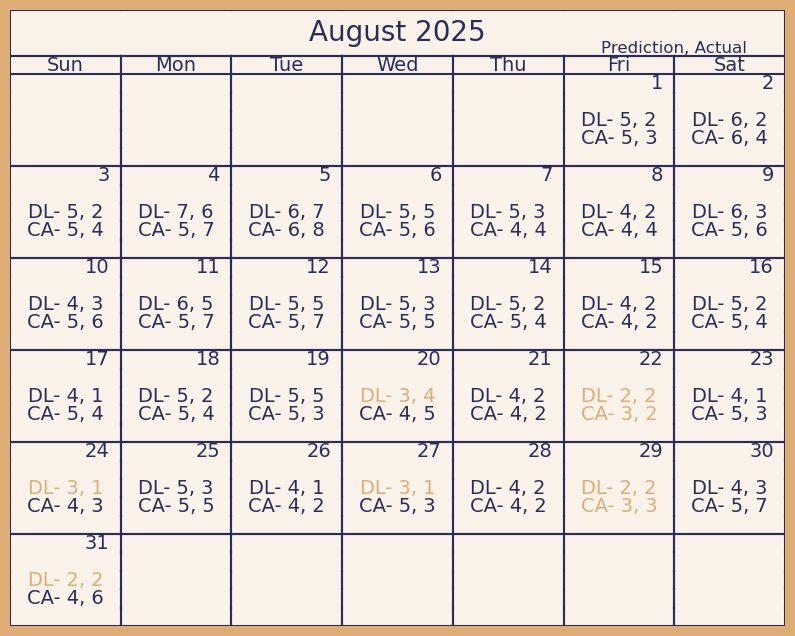 August 2025
Prediction, Actual
Sun Mon Tue Wed Thu Fri Sat
1 2
DL- 5, 2 DL- 6, 2
CA- 5, 3 CA- 6, 4
3 4 5 6 7 8 9
DL- 5, 2 DL- 7, 6 DL- 6, 7 DL- 5, 5 DL- 5, 3 DL- 4, 2 DL- 6, 3
CA- 5, 4 CA- 5, 7 CA- 6, 8 CA- 5, 6 CA- 4, 4 CA- 4, 4 CA- 5, 6
10 11 12 13 14 15 16
DL- 4, 3 DL- 6, 5 DL- 5, 5 DL- 5, 3 DL- 5, 2 DL- 4, 2 DL- 5, 2
CA- 5, 6 CA- 5, 7 CA- 5, 7 CA- 5, 5 CA- 5, 4 CA- 4, 2 CA- 5, 4
17 18 19 20 21 22 23
DL- 4, 1 DL- 5, 2 DL- 5, 5 DL- 3, 4 DL- 4, 2 DL- 2, 2 DL- 4, 1
CA- 5, 4 CA- 5, 4 CA- 5, 3 CA- 4, 5 CA- 4, 2 CA- 3, 2 CA- 5, 3
24 25 26 27 28 29 30
DL- 3, 1 DL- 5, 3 DL- 4, 1 DL- 3, 1 DL- 4, 2 DL- 2, 2 DL- 4, 3
CA- 4, 3 CA- 5, 5 CA- 4, 2 CA- 5, 3 CA- 4, 2 CA- 3, 3 CA- 5, 7
31
DL- 2, 2
CA- 4, 6